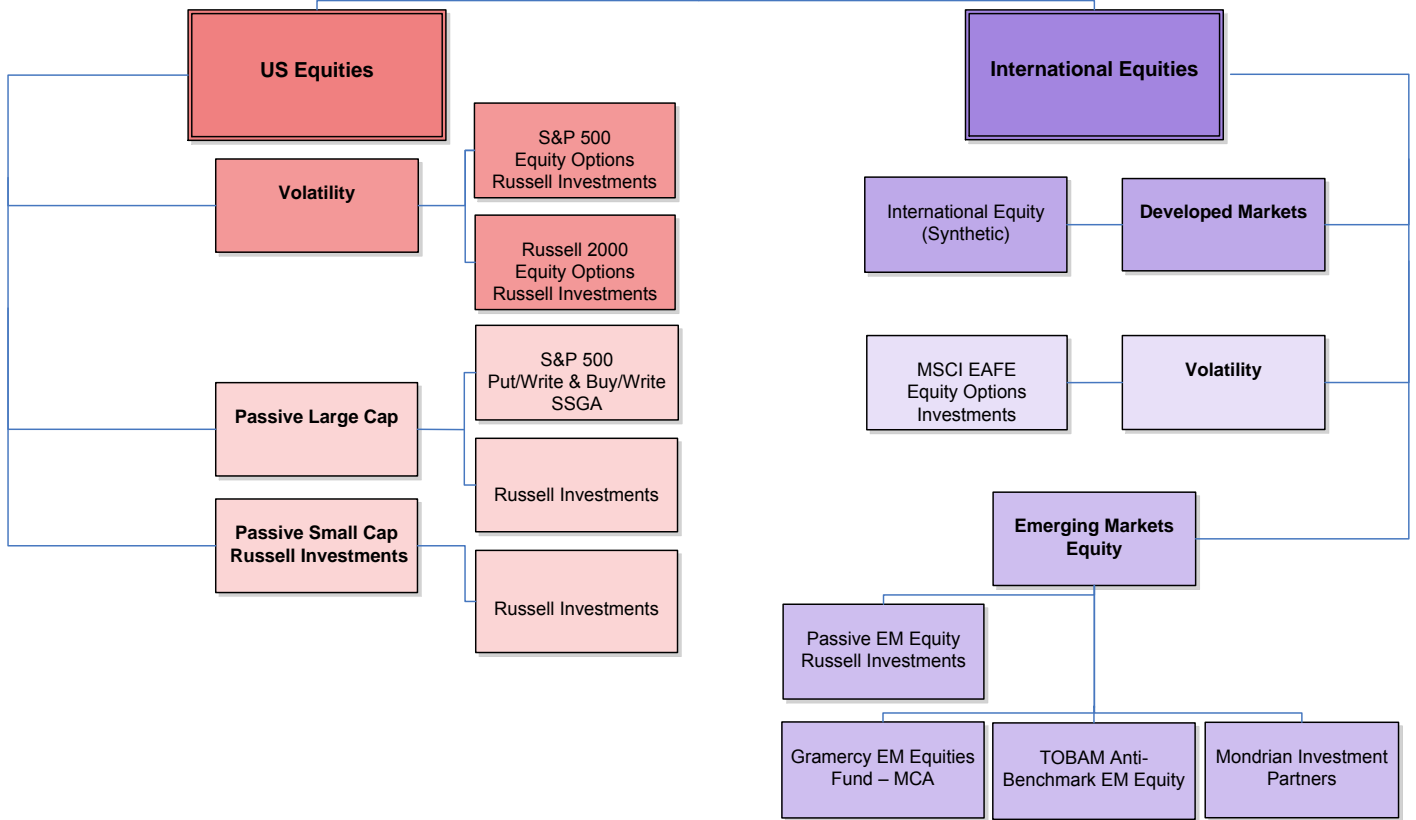 US Equities
International Equities
Volatility
S&P 500
Equity Options
Russell Investments
Russell 2000
Equity Options
Russell Investments
Passive Large Cap
S&P 500
Put/Write & Buy/Write
SSGA
Russell Investments
Passive Small Cap
Russell Investments
Russell Investments
International Equity
(Synthetic)
Developed Markets
MSCI EAFE
Equity Options
Investments
Volatility
Emerging Markets
Equity
Passive EM Equity
Russell Investments
Gramercy EM Equities
Fund – MCA
TOBAM Anti-
Benchmark EM Equity
Mondrian Investment
Partners